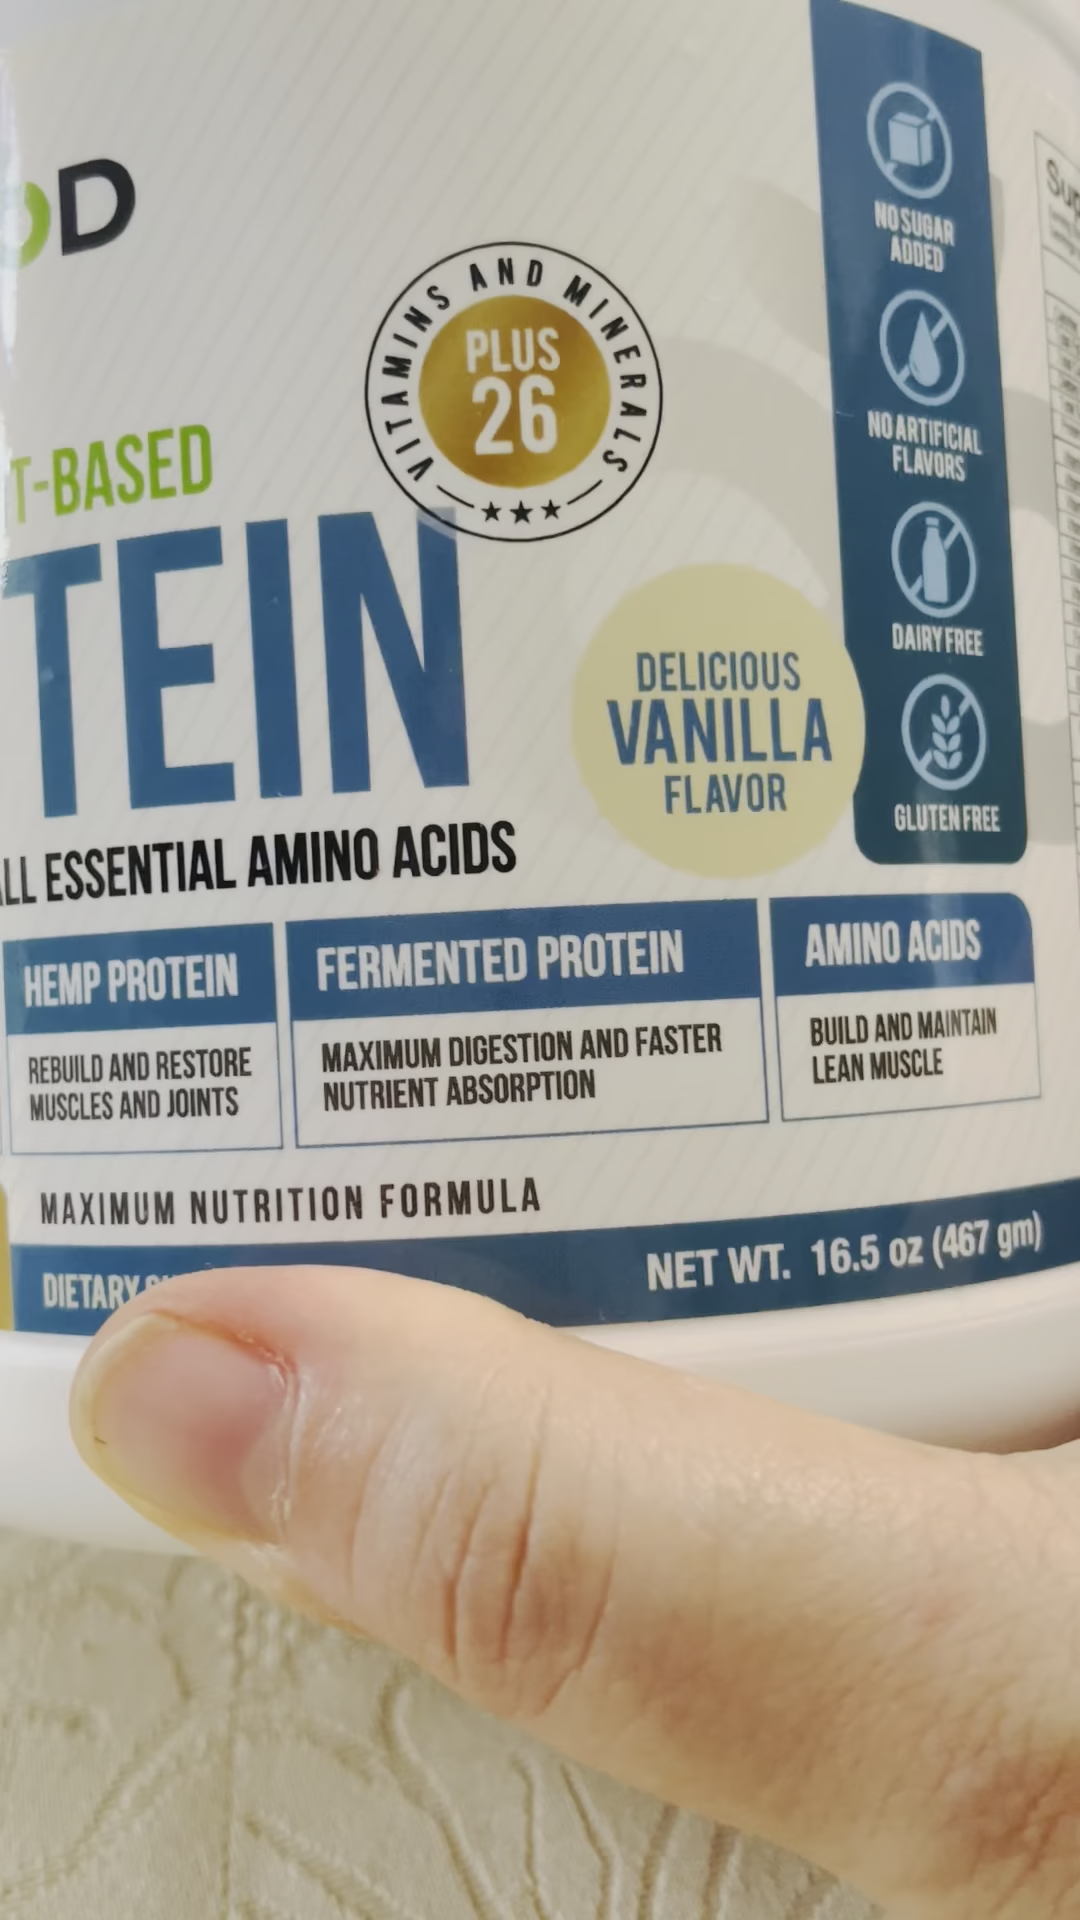 VITAMINS AND MINERALS
PLUS
26
T-BASED
TEIN
ALL ESSENTIAL AMINO ACIDS
DELICIOUS
VANILLA
FLAVOR
NO SUGAR
ADDED
NO ARTIFICIAL
FLAVORS
DAIRY FREE
GLUTEN FREE
HEMP PROTEIN
REBUILD AND RESTORE
MUSCLES AND JOINTS
FERMENTED PROTEIN
MAXIMUM DIGESTION AND FASTER
NUTRIENT ABSORPTION
AMINO ACIDS
BUILD AND MAINTAIN
LEAN MUSCLE
MAXIMUM NUTRITION FORMULA
DIETARY
NET WT. 16.5 oz (467 gm)